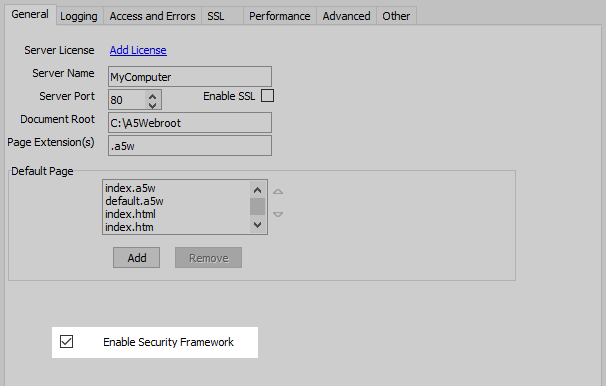 General Logging Access and Errors SSL Performance Advanced Other
Server License Add License
Server Name MyComputer
Server Port 80 Enable SSL
Document Root C:\A5Webroot
Page Extension(s) .a5w
Default Page
index.a5w
default.a5w
index.html
index.htm
Add Remove
Enable Security Framework